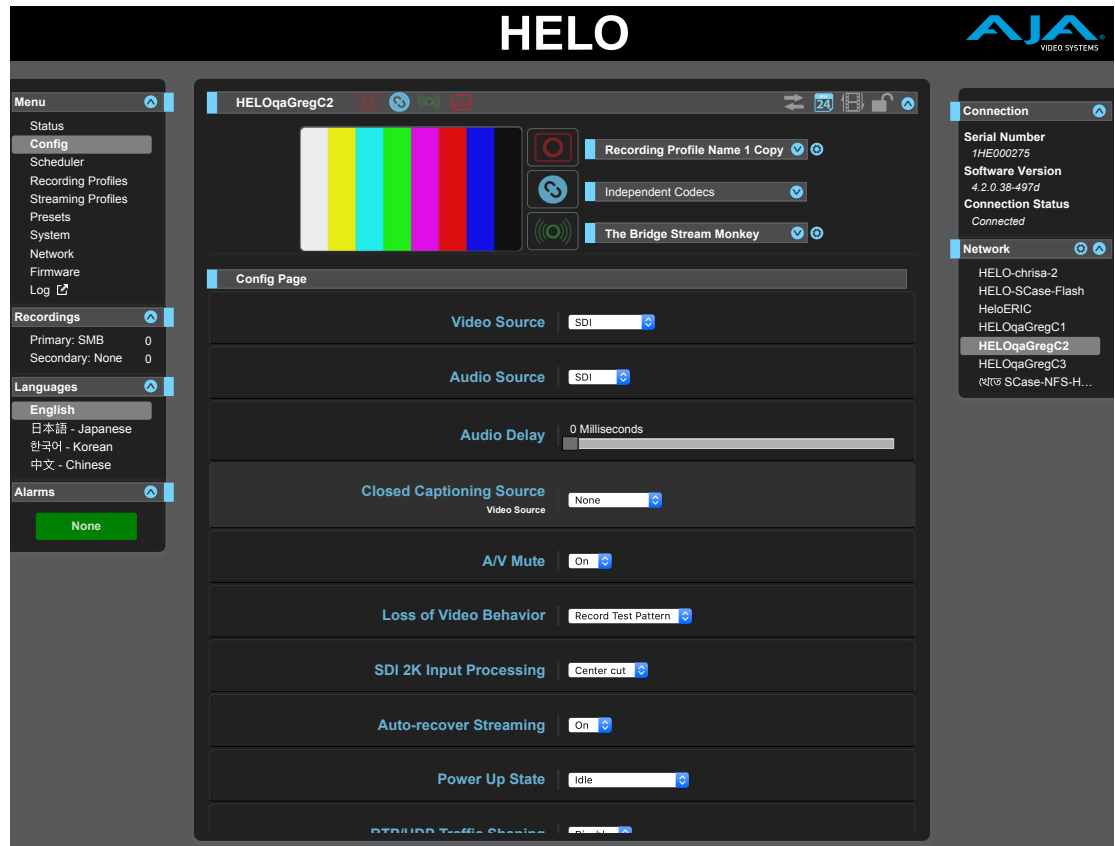 HELO
AJA
VIDEO SYSTEMS
Menu
Status
Config
Scheduler
Recording Profiles
Streaming Profiles
Presets
System
Network
Firmware
Log
Recordings
Primary: SMB 0
Secondary: None 0
Languages
English
日本語 - Japanese
한국어 - Korean
中文 - Chinese
Alarms
None
HELOqaGregC2
24
Recording Profile Name 1 Copy
Independent Codecs
The Bridge Stream Monkey
Config Page
Video Source SDI
Audio Source SDI
Audio Delay 0 Milliseconds
Closed Captioning Source None
Video Source
A/V Mute On
Loss of Video Behavior Record Test Pattern
SDI 2K Input Processing Center cut
Auto-recover Streaming On
Power Up State Idle
RTP/UDP Traffic Shaping
Connection
Serial Number
1HE000275
Software Version
4.2.0.38-497d
Connection Status
Connected
Network
HELO-chrisa-2
HELO-SCase-Flash
HeloERIC
HELOqaGregC1
HELOqaGregC2
HELOqaGregC3
SCase-NFS-H...